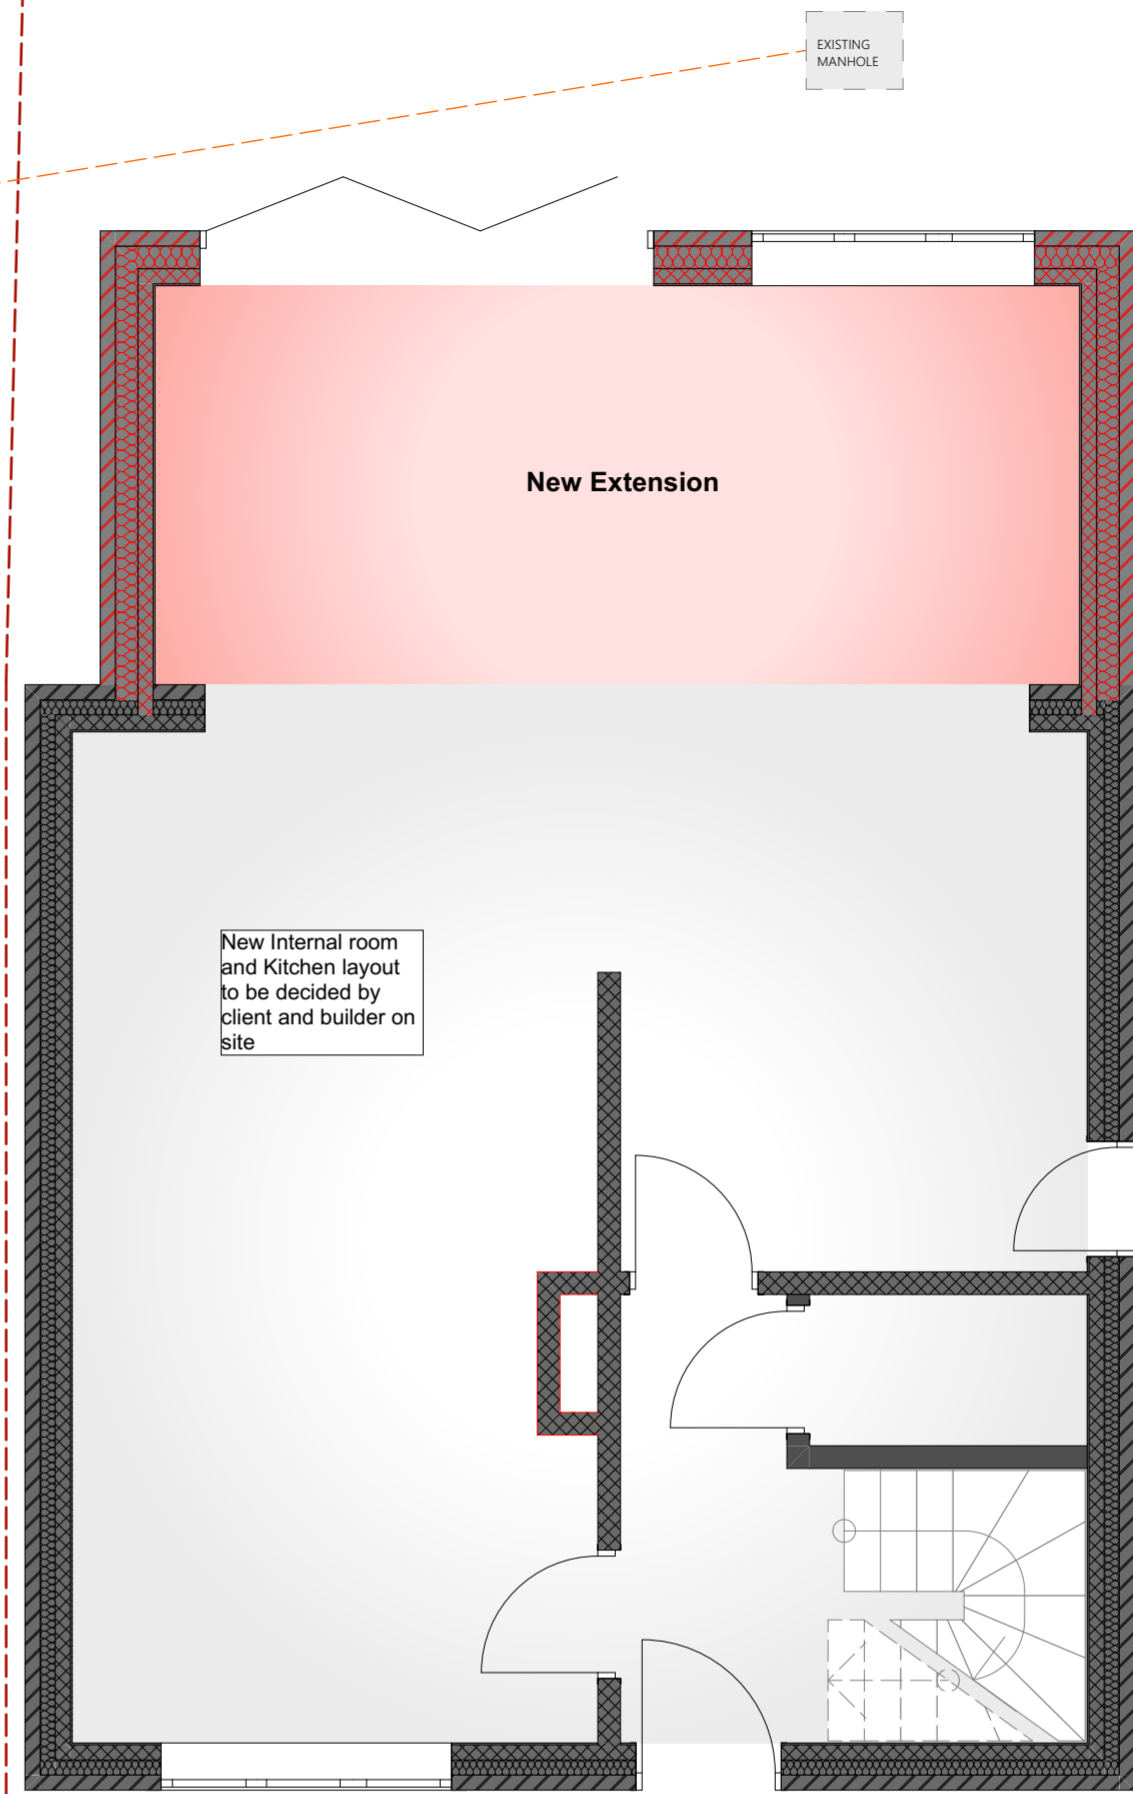 EXISTING
MANHOLE
New Extension
New Internal room
and Kitchen layout
to be decided by
client and builder on
site